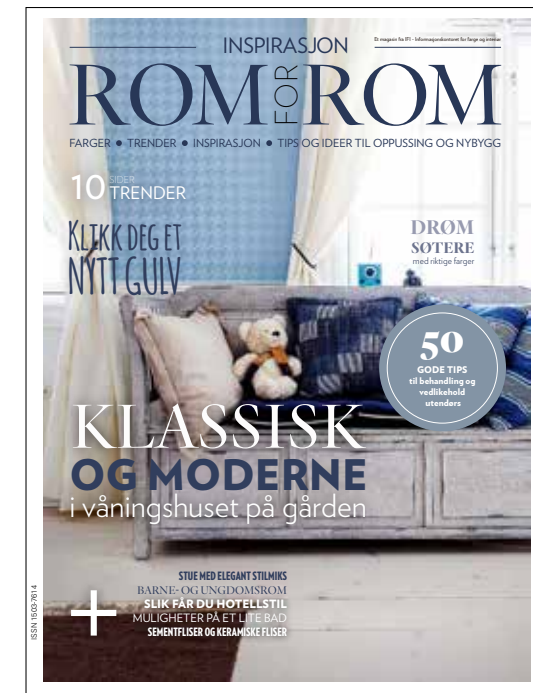 INSPIRASJON
Et magasin fra IFI - Informasjonskontoret for farge og interiør
ROM FOR ROM
FARGER • TRENDER • INSPIRASJON • TIPS OG IDEER TIL OPPUSSING OG NYBYGG
10 SIDER
TRENDER
KLIKK DEG ET
NYTT GULV
DRØM
SØTERE
med riktige farger
50
GODE TIPS
til behandling og
vedlikehold
utendørs
KLASSISK
OG MODERNE
i våningshuset på gården
+
STUE MED ELEGANT STILMIKS
BARNE- OG UNGDOMSROM
SLIK FÅR DU HOTELLSTIL
MULIGHETER PÅ ET LITE BAD
SEMENTFLISER OG KERAMISKE FLISER
ISSN 1503-7614